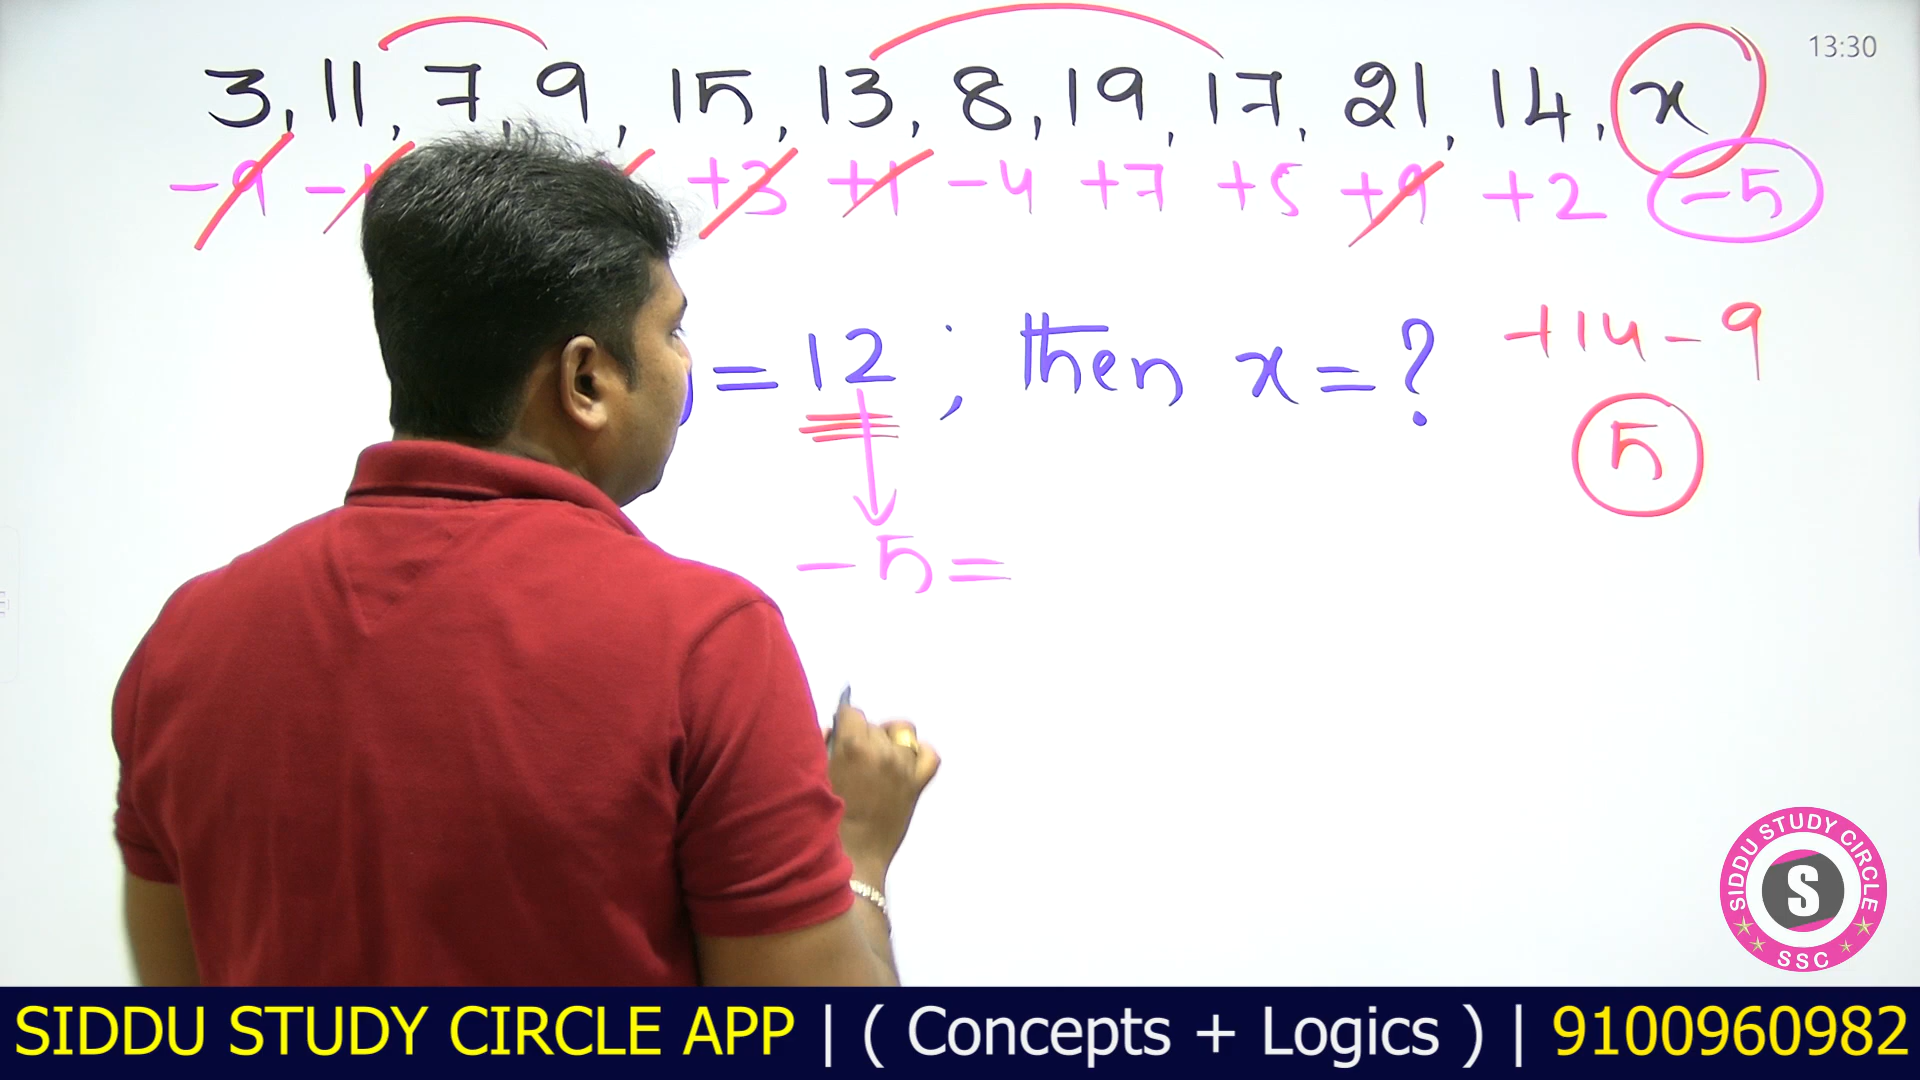 13:30
3, 11, 7, 9, 15, 13, 8, 19, 17, 21, 14, x
-9 - +3 +1 -4 +7 +5 +9 +2 -5
= 12 ; then x = ?
+14 - 9
5
-5 =
SIDDU STUDY CIRCLE
S
SSC
SIDDU STUDY CIRCLE APP | ( Concepts + Logics ) | 9100960982